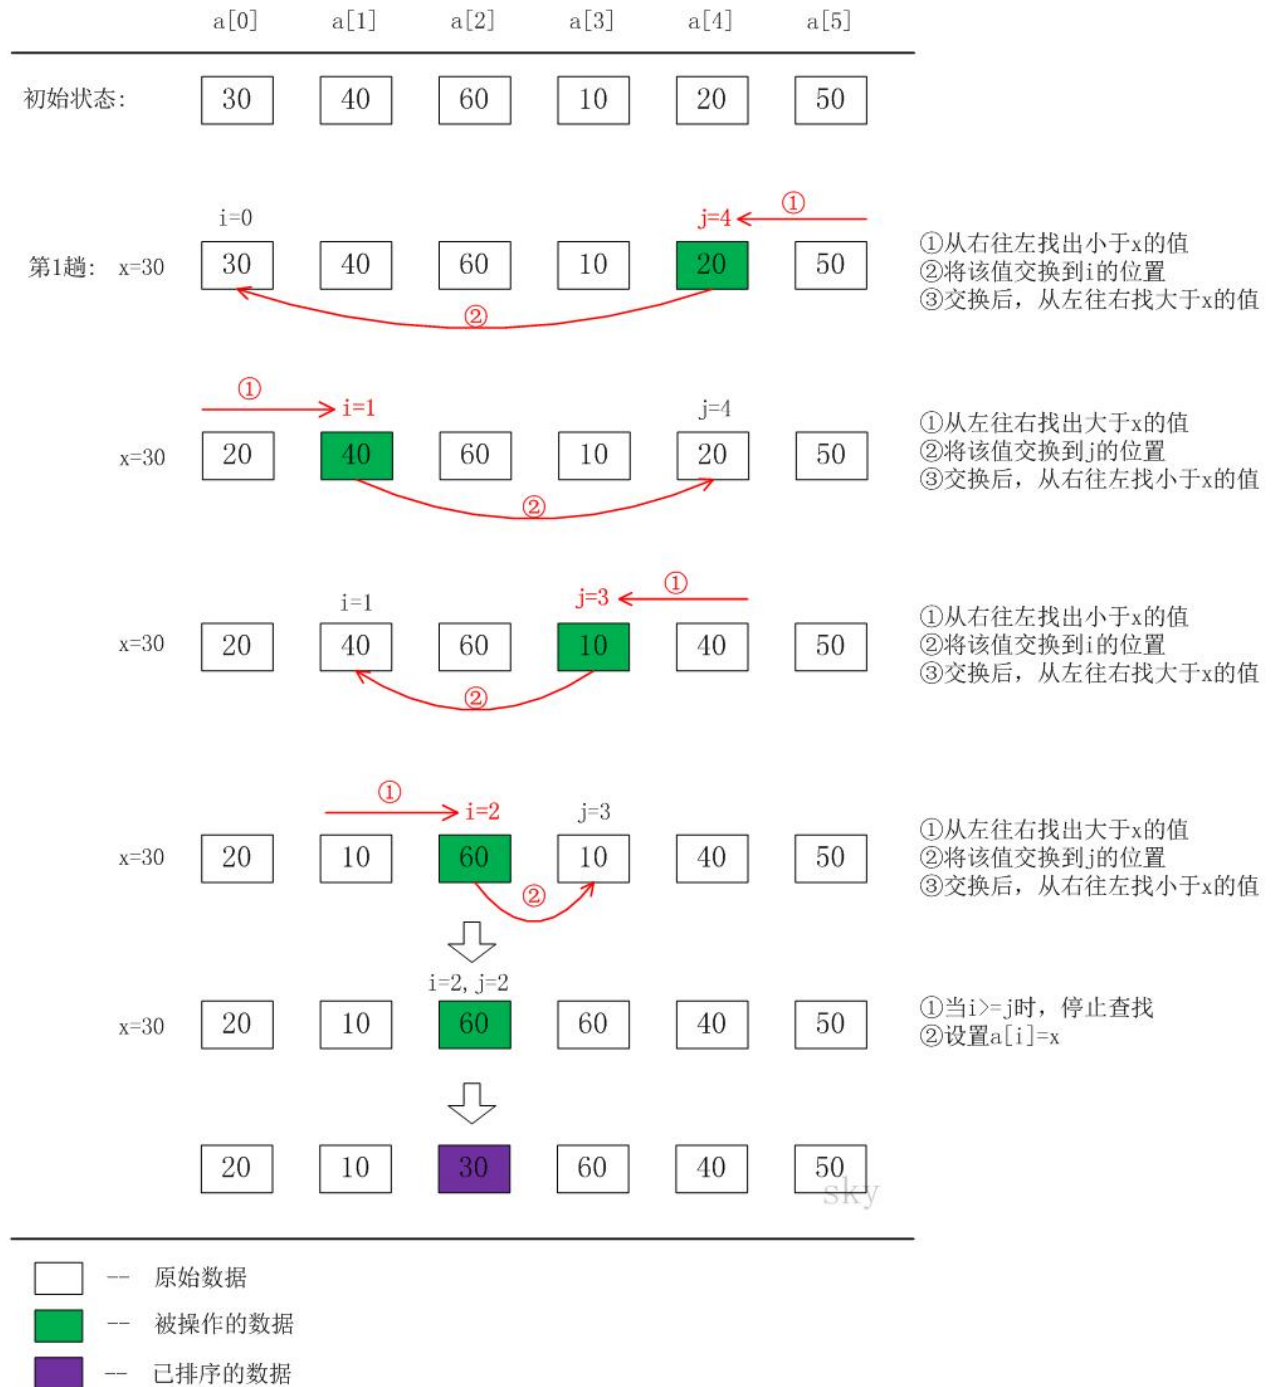 a[0] a[1] a[2] a[3] a[4] a[5]
初始状态: 30 40 60 10 20 50
i=0 j=4 ①
第1趟: x=30 30 40 60 10 20 50
②
①从右往左找出小于x的值
②将该值交换到i的位置
③交换后，从左往右找大于x的值
① i=1 j=4
x=30 20 40 60 10 20 50
②
①从左往右找出大于x的值
②将该值交换到j的位置
③交换后，从右往左找小于x的值
i=1 j=3 ①
x=30 20 40 60 10 40 50
②
①从右往左找出小于x的值
②将该值交换到i的位置
③交换后，从左往右找大于x的值
① i=2 j=3
x=30 20 10 60 10 40 50
②
①从左往右找出大于x的值
②将该值交换到j的位置
③交换后，从右往左找小于x的值
i=2, j=2
x=30 20 10 60 60 40 50
①当i>=j时，停止查找
②设置a[i]=x
20 10 30 60 40 50
sky
-- 原始数据
-- 被操作的数据
-- 已排序的数据